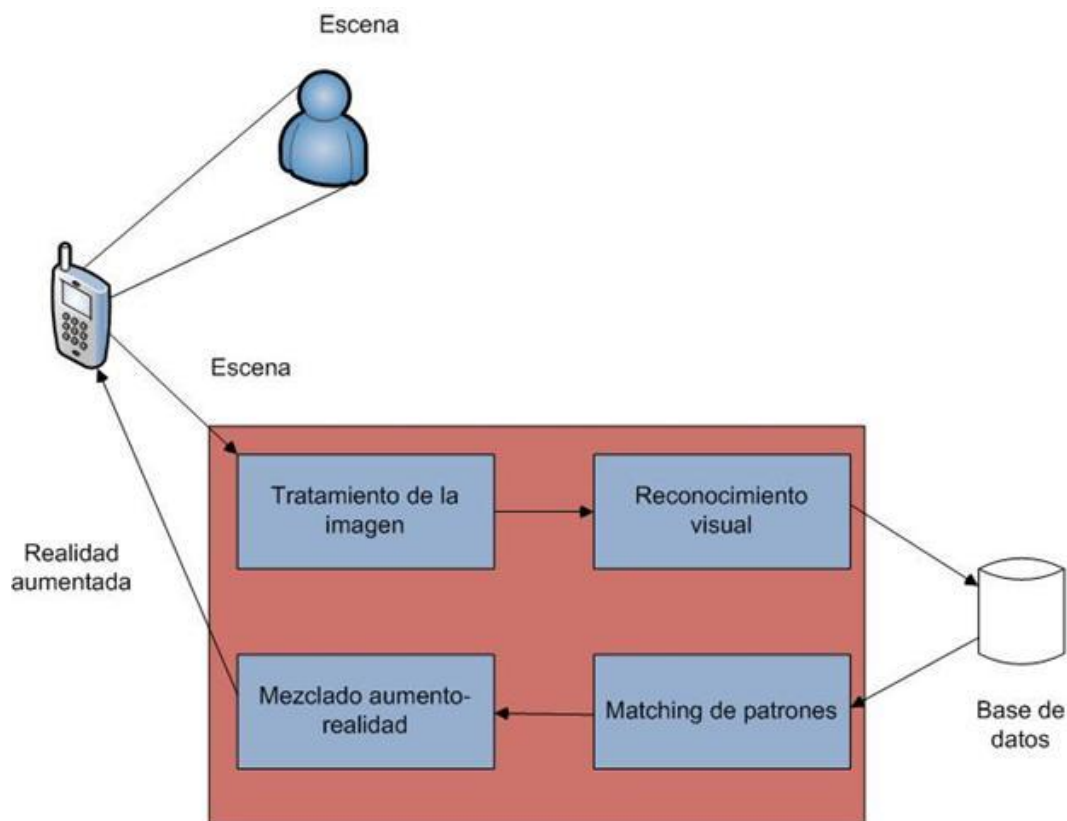 Escena
Escena
Tratamiento de la
imagen
Reconocimiento
visual
Realidad
aumentada
Mezclado aumento-
realidad
Matching de patrones
Base de
datos